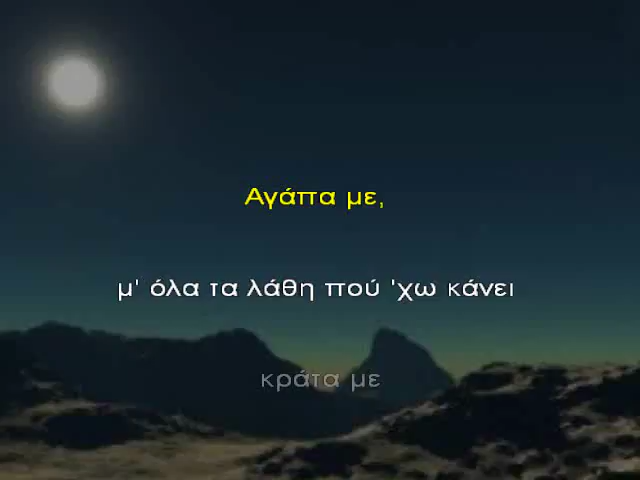 Αγάπα με,
μ' όλα τα λάθη πού 'χω κάνει
κράτα με